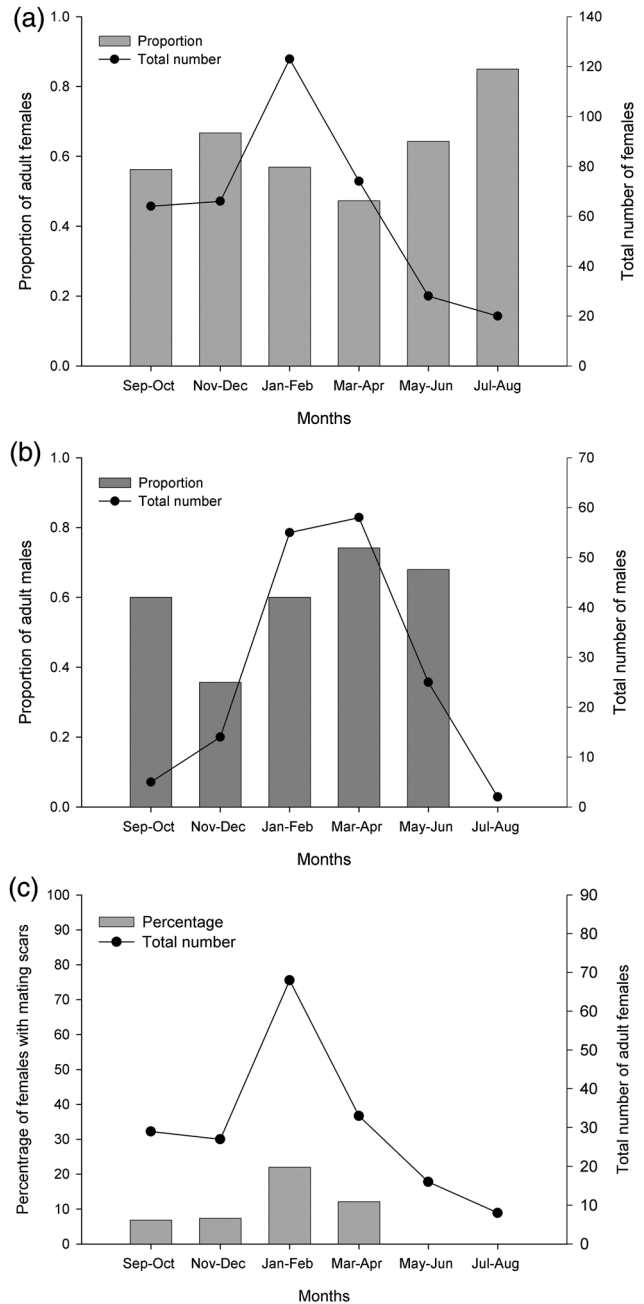 (a)
Proportion
Total number
Proportion of adult females
Total number of females
1.0
0.8
0.6
0.4
0.2
0.0
140
120
100
80
60
40
20
0
Sep-Oct Nov-Dec Jan-Feb Mar-Apr May-Jun Jul-Aug
Months
(b)
Proportion
Total number
Proportion of adult males
Total number of males
1.0
0.8
0.6
0.4
0.2
0.0
70
60
50
40
30
20
10
0
Sep-Oct Nov-Dec Jan-Feb Mar-Apr May-Jun Jul-Aug
Months
(c)
Percentage
Total number
Percentrage of females with mating scars
Total number of adult females
100
90
80
70
60
50
40
30
20
10
0
90
80
70
60
50
40
30
20
10
0
Sep-Oct Nov-Dec Jan-Feb Mar-Apr May-Jun Jul-Aug
Months